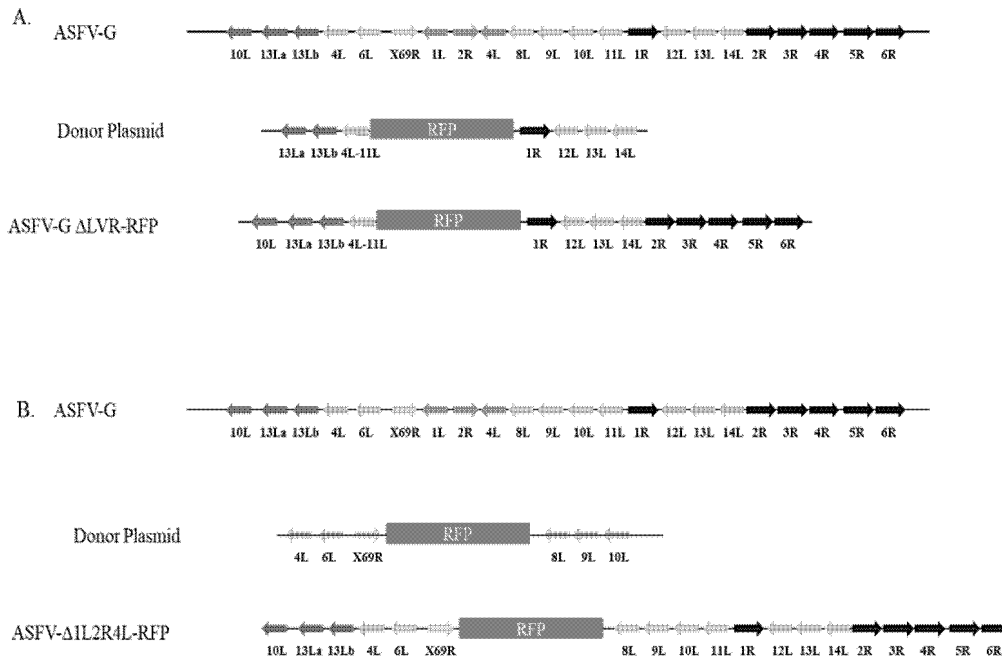 A.
ASFV-G
10L 13La 13Lb 4L 6L X69R 1L 2R 4L 8L 9L 10L 11L 1R 12L 13L 14L 2R 3R 4R 5R 6R
Donor Plasmid
RFP
13La 13Lb 4L-11L 1R 12L 13L 14L
ASFV-G ΔLVR-RFP
RFP
10L 13La 13Lb 4L-11L 1R 12L 13L 14L 2R 3R 4R 5R 6R
B.
ASFV-G
10L 13La 13Lb 4L 6L X69R 1L 2R 4L 8L 9L 10L 11L 1R 12L 13L 14L 2R 3R 4R 5R 6R
Donor Plasmid
RFP
4L 6L X69R 8L 9L 10L
ASFV-Δ1L2R4L-RFP
RFP
10L 13La 13Lb 4L 6L X69R 8L 9L 10L 11L 1R 12L 13L 14L 2R 3R 4R 5R 6R